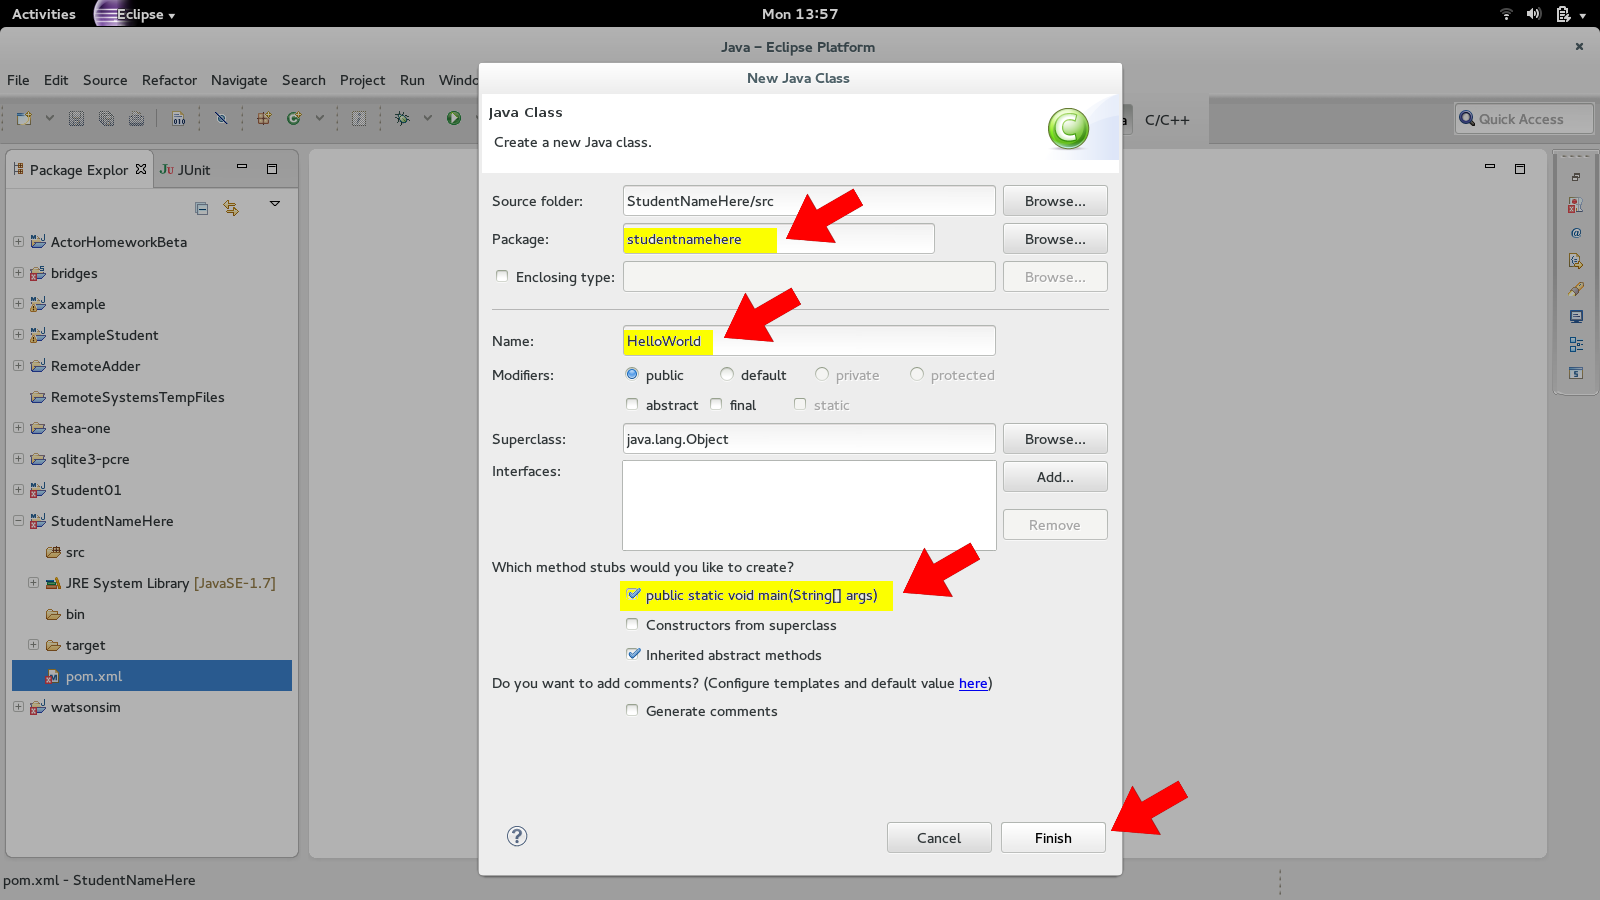 Activities Eclipse Mon 13:57
Java – Eclipse Platform
File Edit Source Refactor Navigate Search Project Run Windo
New Java Class
Java Class
Create a new Java class.
C/C++
Quick Access
Package Explor JUnit
ActorHomeworkBeta
bridges
example
ExampleStudent
RemoteAdder
RemoteSystemsTempFiles
shea-one
sqlite3-pcre
Student01
StudentNameHere
src
JRE System Library [JavaSE-1.7]
bin
target
pom.xml
watsonsim
Source folder: StudentNameHere/src Browse...
Package: studentnamehere Browse...
Enclosing type: Browse...
Name: HelloWorld
Modifiers: public default private protected
abstract final static
Superclass: java.lang.Object Browse...
Interfaces: Add...
Remove
Which method stubs would you like to create?
public static void main(String[] args)
Constructors from superclass
Inherited abstract methods
Do you want to add comments? (Configure templates and default value here)
Generate comments
? Cancel Finish
pom.xml - StudentNameHere